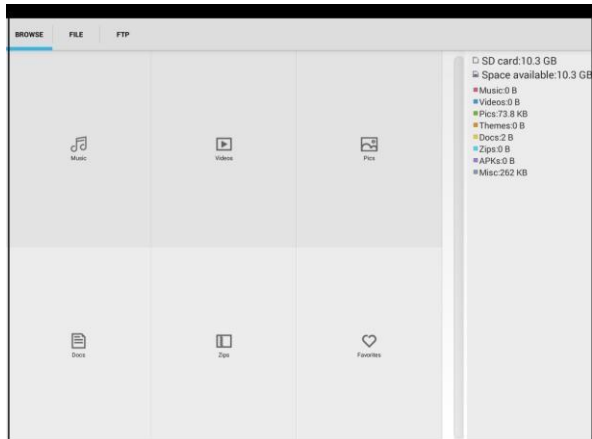 BROWSE FILE FTP
SD card:10.3 GB
Space available:10.3 GB
Music:0 B
Videos:0 B
Pics:73.8 KB
Themes:0 B
Docs:2 B
Zips:0 B
APKs:0 B
Misc:262 KB
Music Videos Pics
Docs Zips Favorites